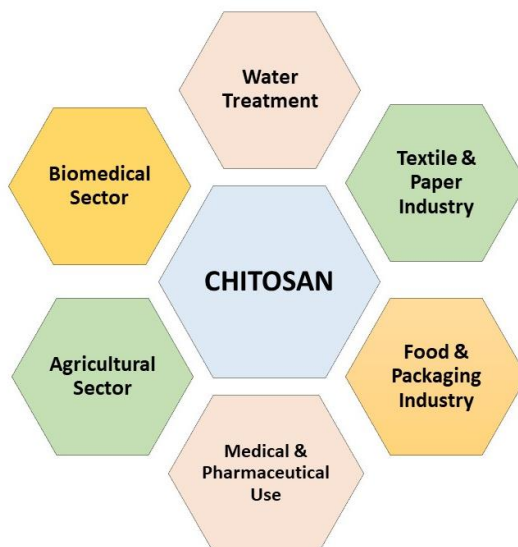 Water
Treatment
Textile &
Paper
Industry
Biomedical
Sector
CHITOSAN
Food &
Packaging
Industry
Agricultural
Sector
Medical &
Pharmaceutical
Use